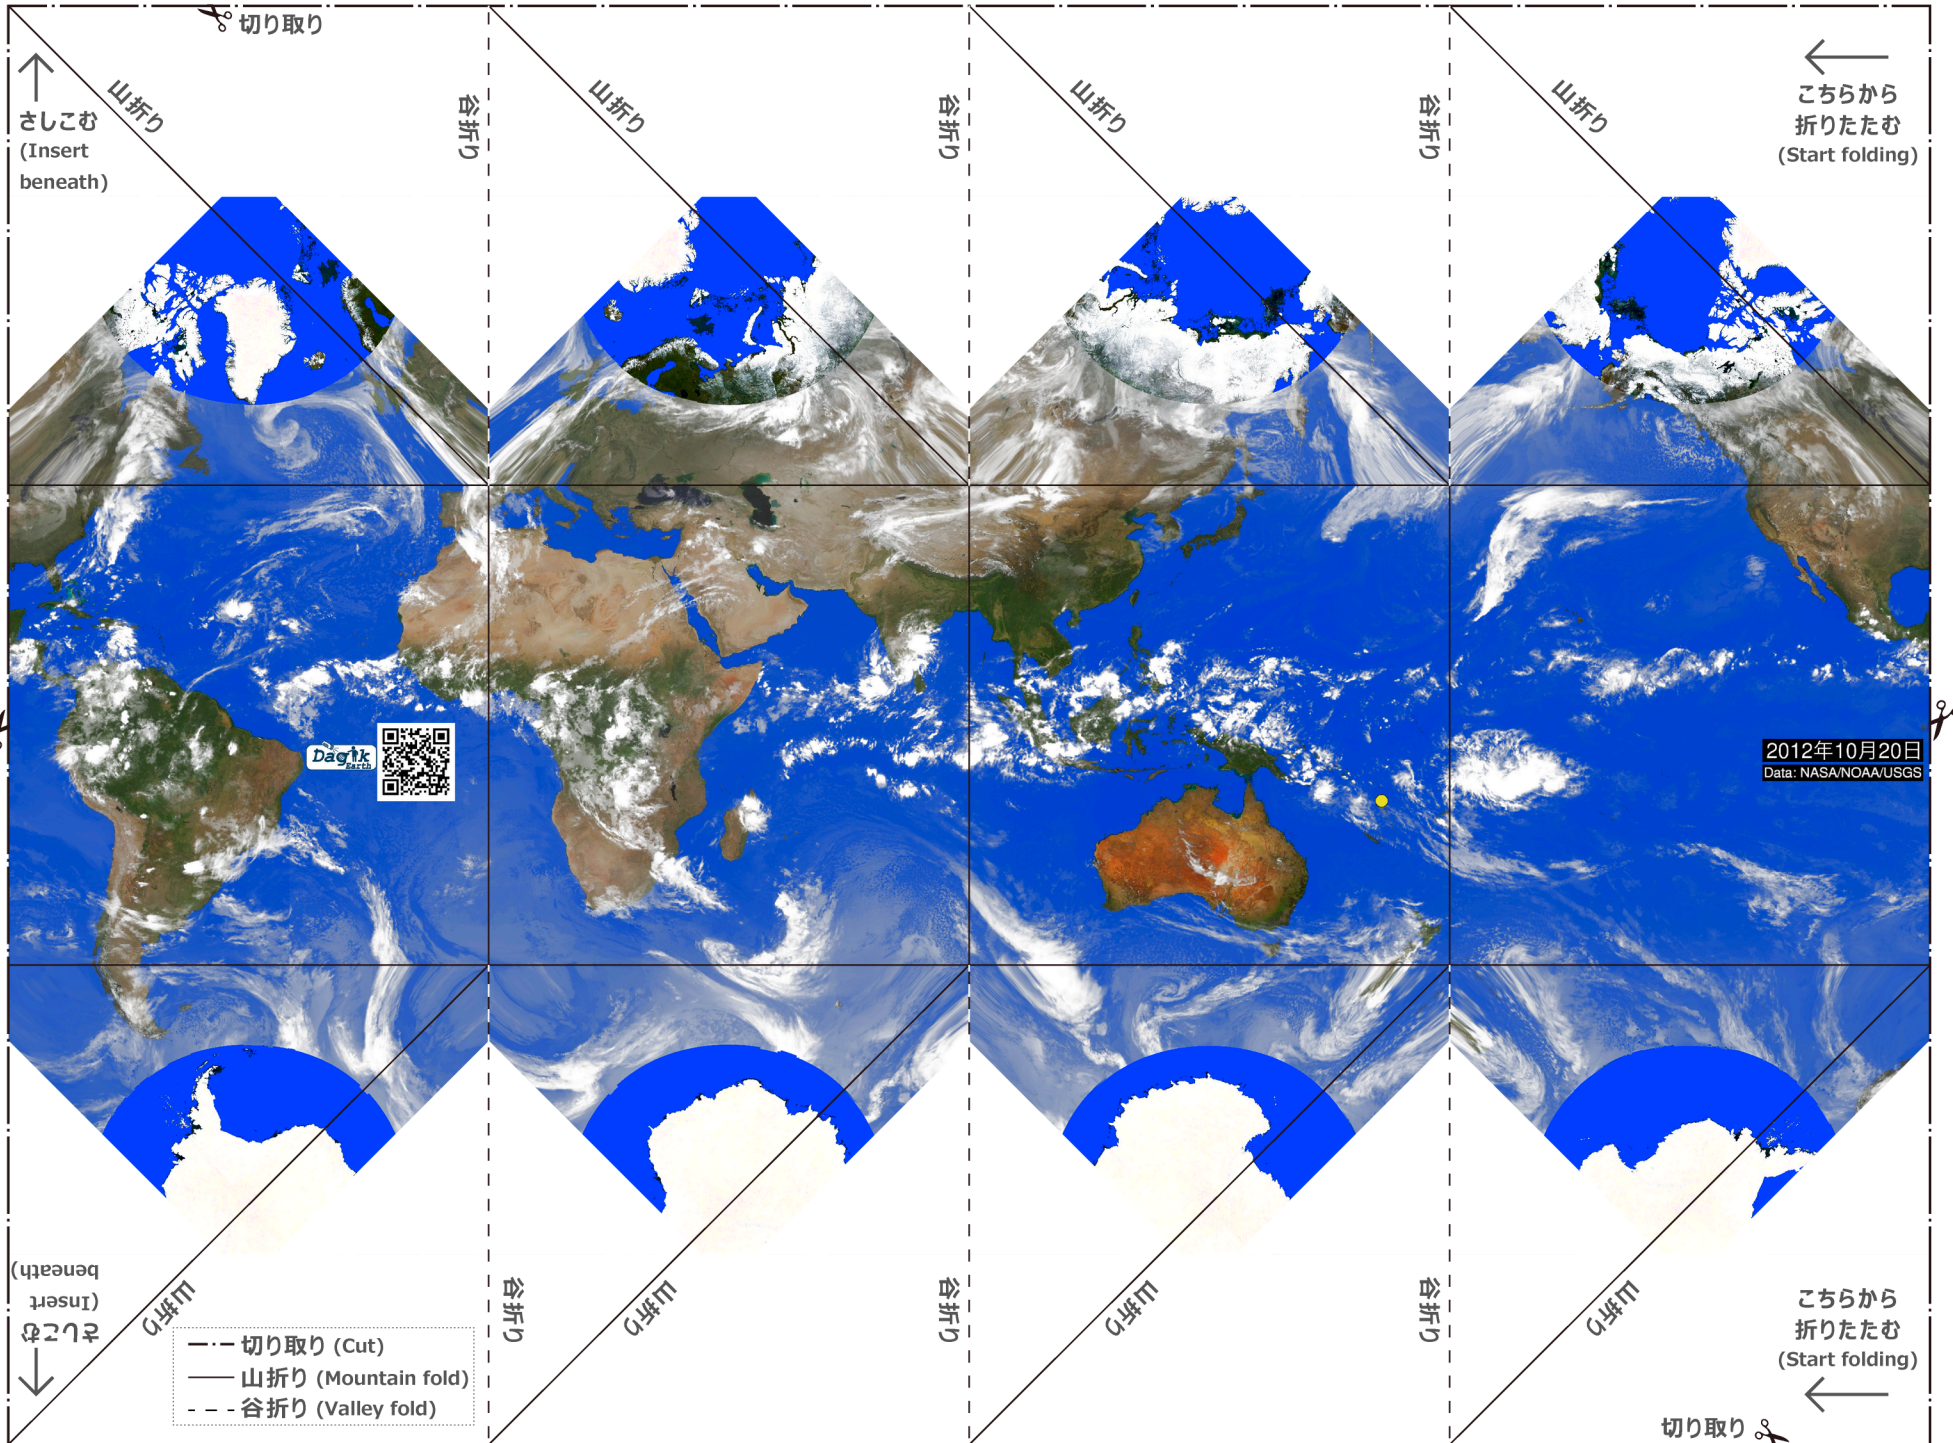 切り取り
さしこむ
(Insert
beneath)
山折り
谷折り
山折り
谷折り
山折り
谷折り
山折り
こちらから
折りたたむ
(Start folding)
Dagik
Earth
2012年10月20日
Data: NASA/NOAA/USGS
さしこむ
(Insert
beneath)
山折り
谷折り
山折り
谷折り
山折り
谷折り
山折り
こちらから
折りたたむ
(Start folding)
切り取り (Cut)
山折り (Mountain fold)
谷折り (Valley fold)
切り取り